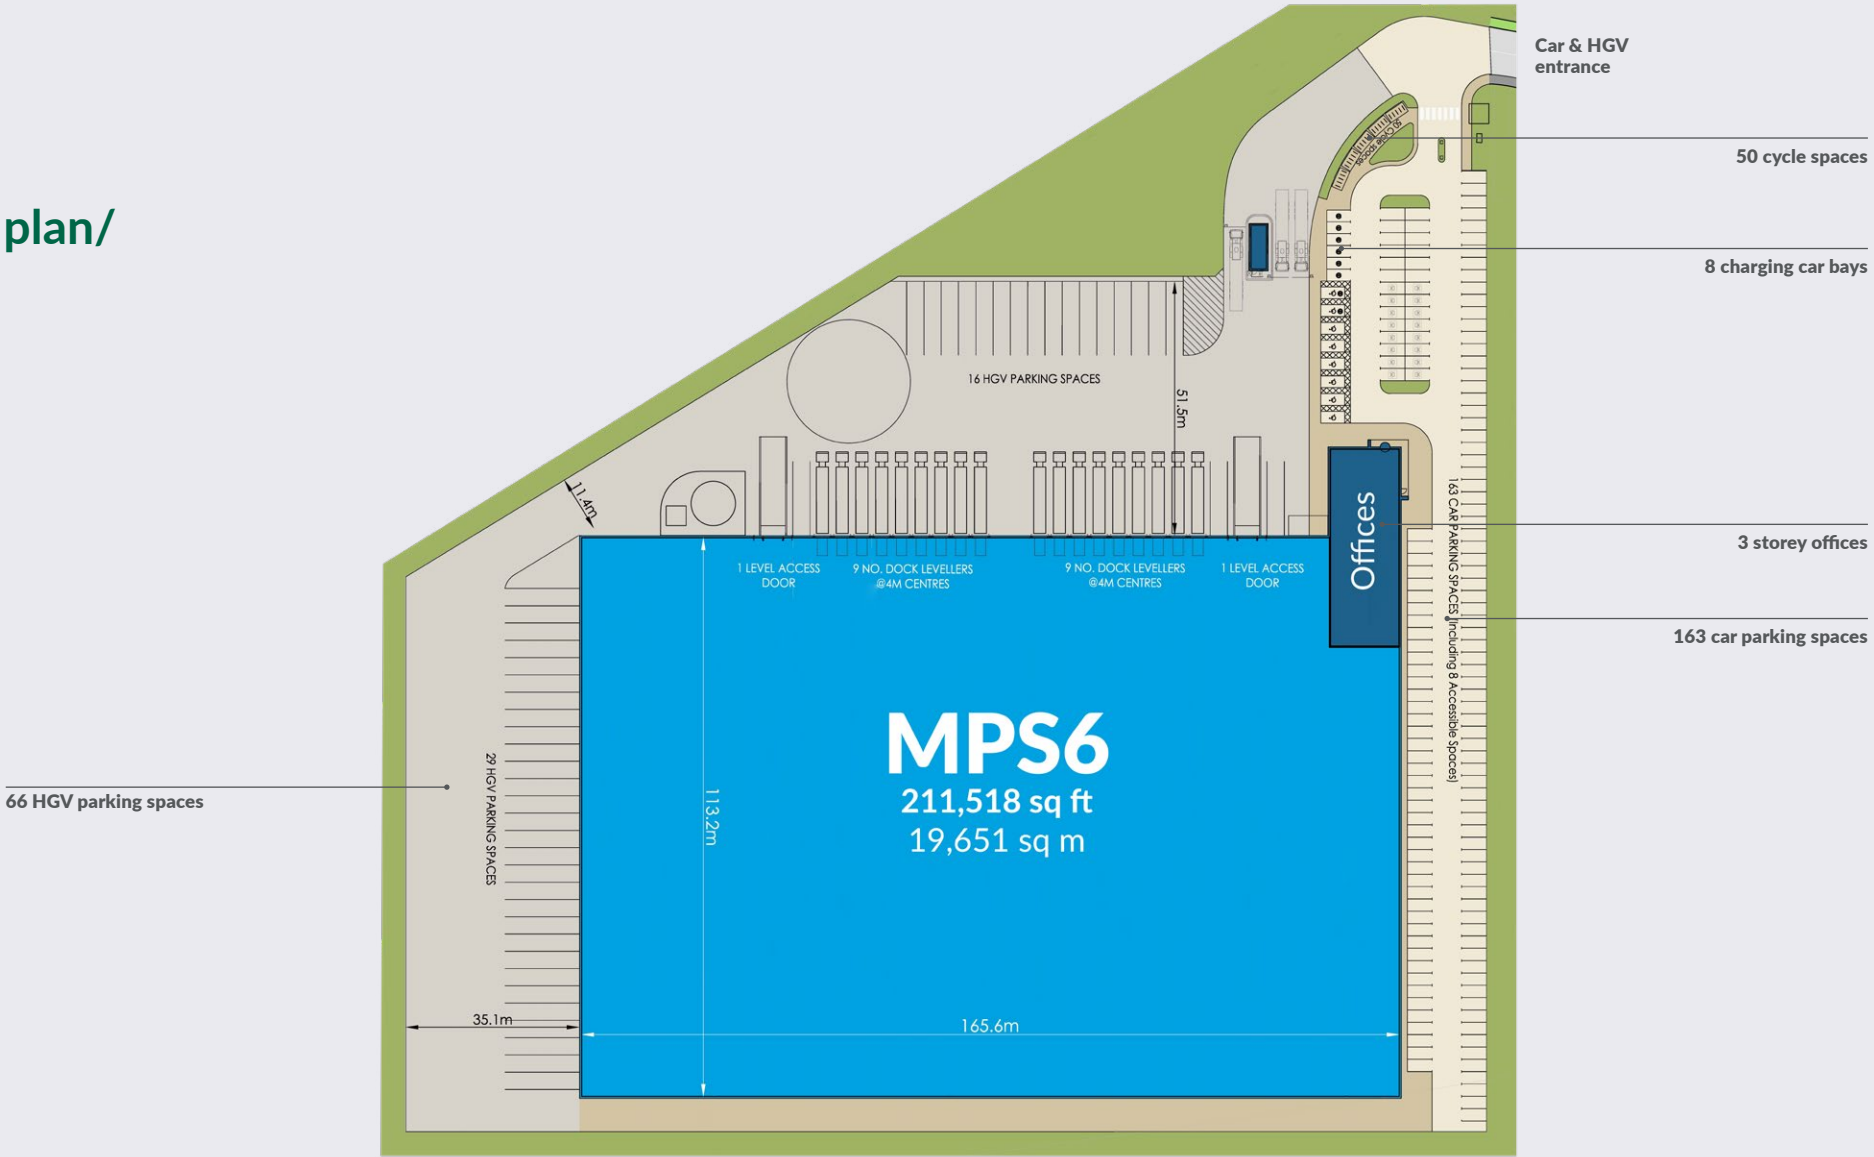 plan/
Car & HGV
entrance
50 Cycle spaces
50 cycle spaces
8 charging car bays
16 HGV PARKING SPACES
51.5m
11.4m
Offices
3 storey offices
1 LEVEL ACCESS
DOOR
9 NO. DOCK LEVELLERS
@4M CENTRES
9 NO. DOCK LEVELLERS
@4M CENTRES
1 LEVEL ACCESS
DOOR
163 CAR PARKING SPACES (Including 8 Accessible Spaces)
163 car parking spaces
MPS6
211,518 sq ft
19,651 sq m
113.2m
29 HGV PARKING SPACES
66 HGV parking spaces
35.1m
165.6m